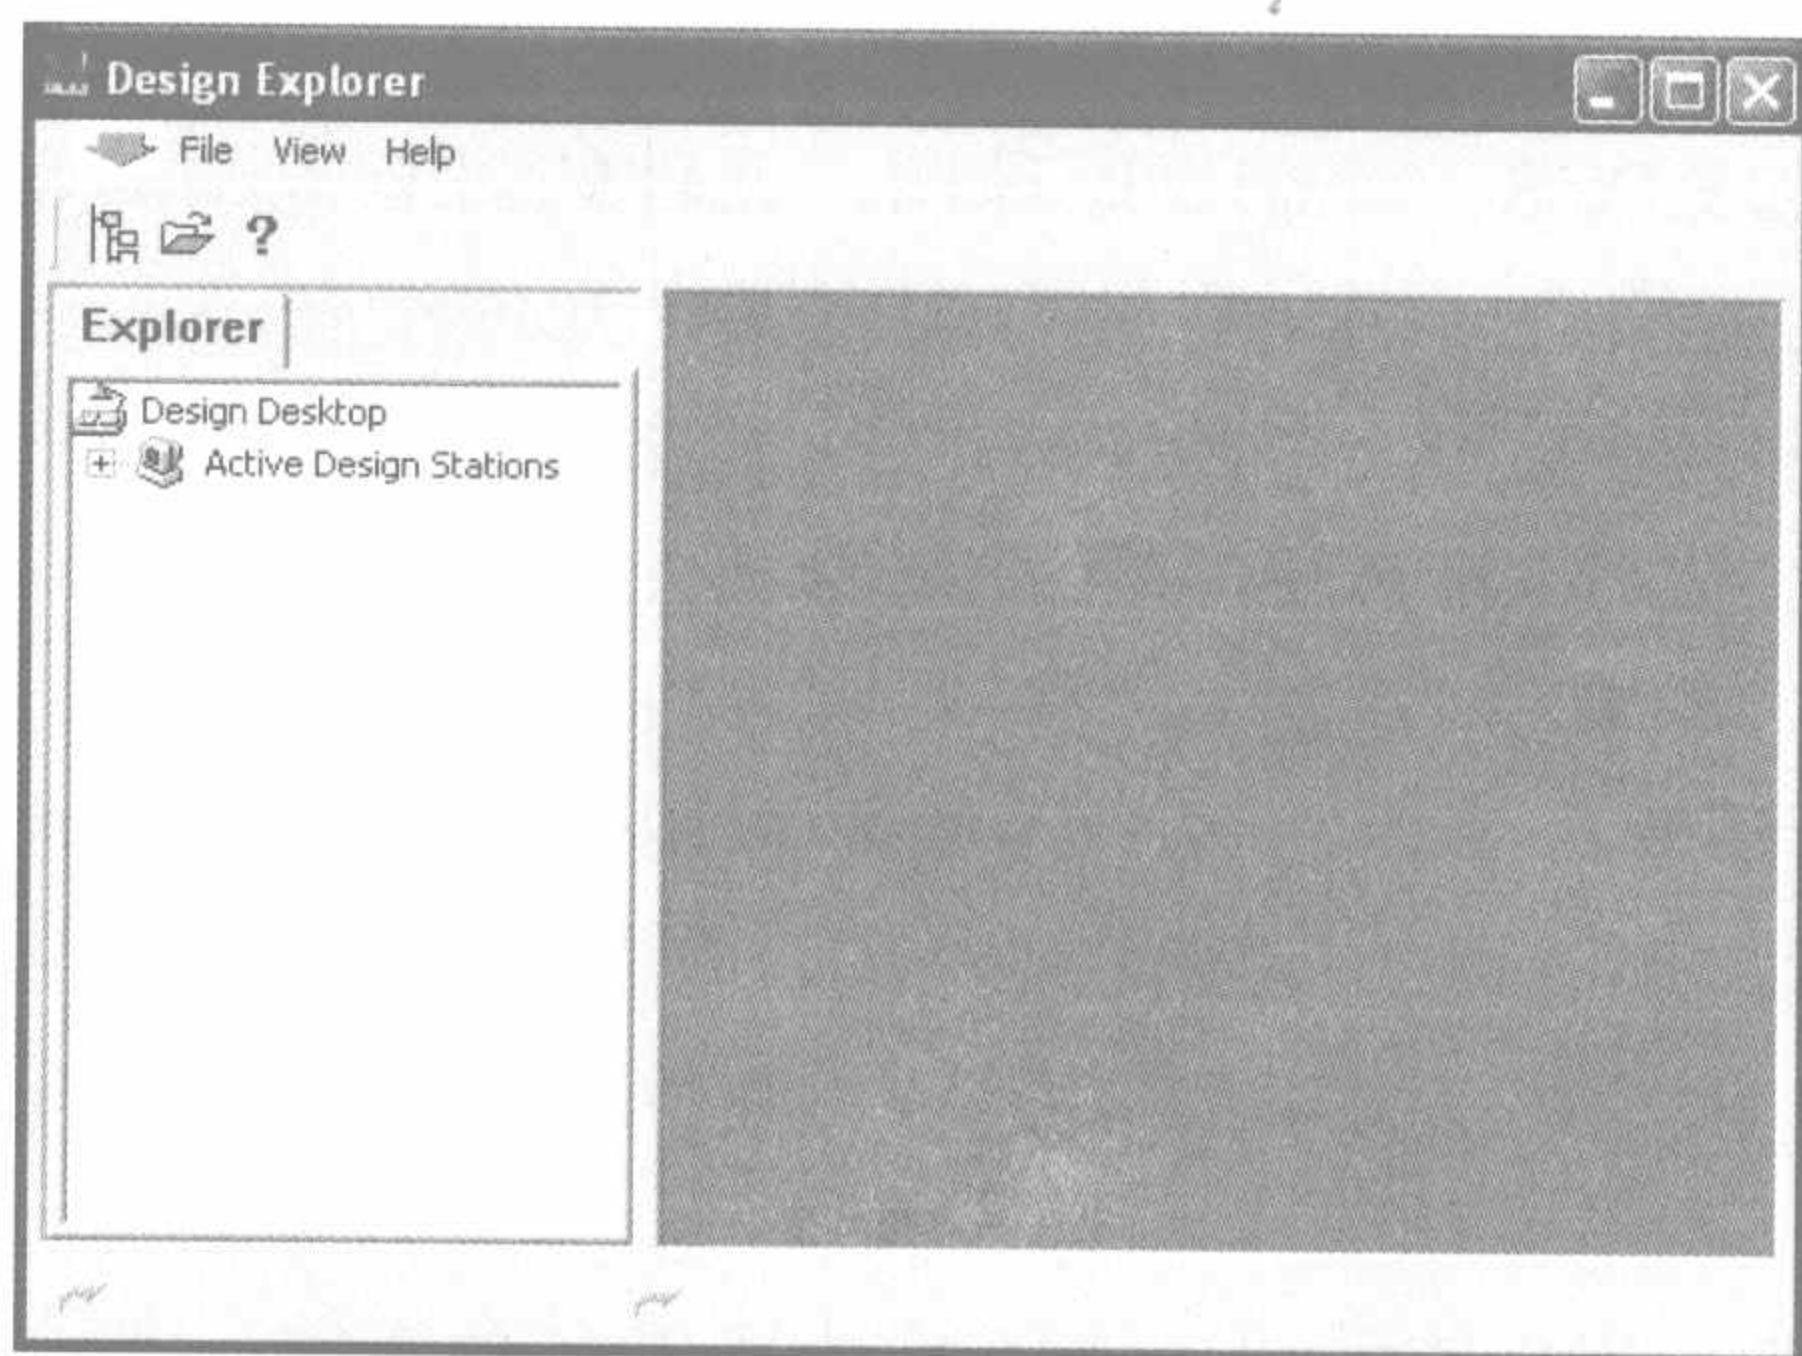 Design Explorer
File View Help
?
Explorer
Design Desktop
Active Design Stations